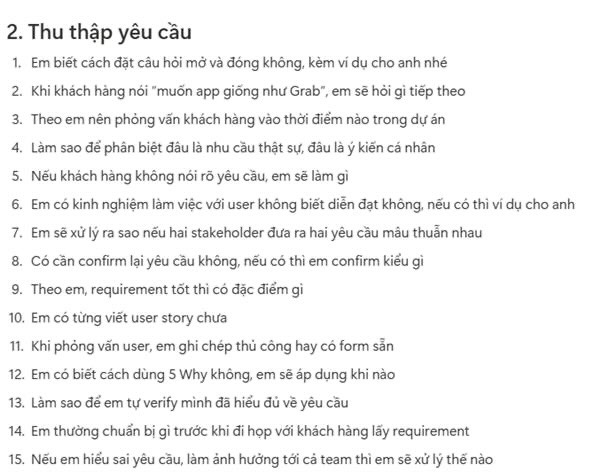 2. Thu thập yêu cầu
1. Em biết cách đặt câu hỏi mở và đóng không, kèm ví dụ cho anh nhé
2. Khi khách hàng nói "muốn app giống như Grab", em sẽ hỏi gì tiếp theo
3. Theo em nên phỏng vấn khách hàng vào thời điểm nào trong dự án
4. Làm sao để phân biệt đâu là nhu cầu thật sự, đâu là ý kiến cá nhân
5. Nếu khách hàng không nói rõ yêu cầu, em sẽ làm gì
6. Em có kinh nghiệm làm việc với user không biết diễn đạt không, nếu có thì ví dụ cho anh
7. Em sẽ xử lý ra sao nếu hai stakeholder đưa ra hai yêu cầu mâu thuẫn nhau
8. Có cần confirm lại yêu cầu không, nếu có thì em confirm kiểu gì
9. Theo em, requirement tốt thì có đặc điểm gì
10. Em có từng viết user story chưa
11. Khi phỏng vấn user, em ghi chép thủ công hay có form sẵn
12. Em có biết cách dùng 5 Why không, em sẽ áp dụng khi nào
13. Làm sao để em tự verify mình đã hiểu đủ về yêu cầu
14. Em thường chuẩn bị gì trước khi đi họp với khách hàng lấy requirement
15. Nếu em hiểu sai yêu cầu, làm ảnh hưởng tới cả team thì em sẽ xử lý thế nào